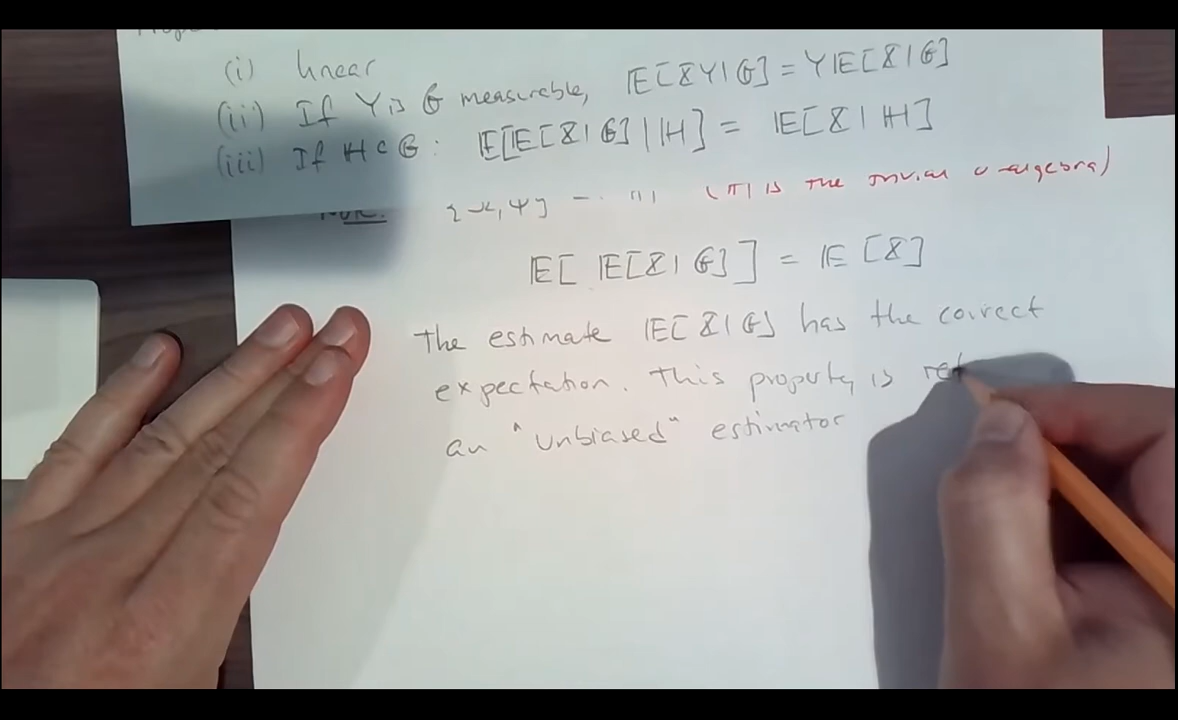 (i) linear
(ii) If Y is G measurable, E[XY|G] = Y E[X|G]
(iii) If H ⊂ G: E[E[X|G]|H] = E[X|H]
(π) is the trivial σ-algebra)
E[ E[X|G] ] = E[X]
The estimate E[X|G] has the correct
expectation. This property is
an "unbiased" estimator